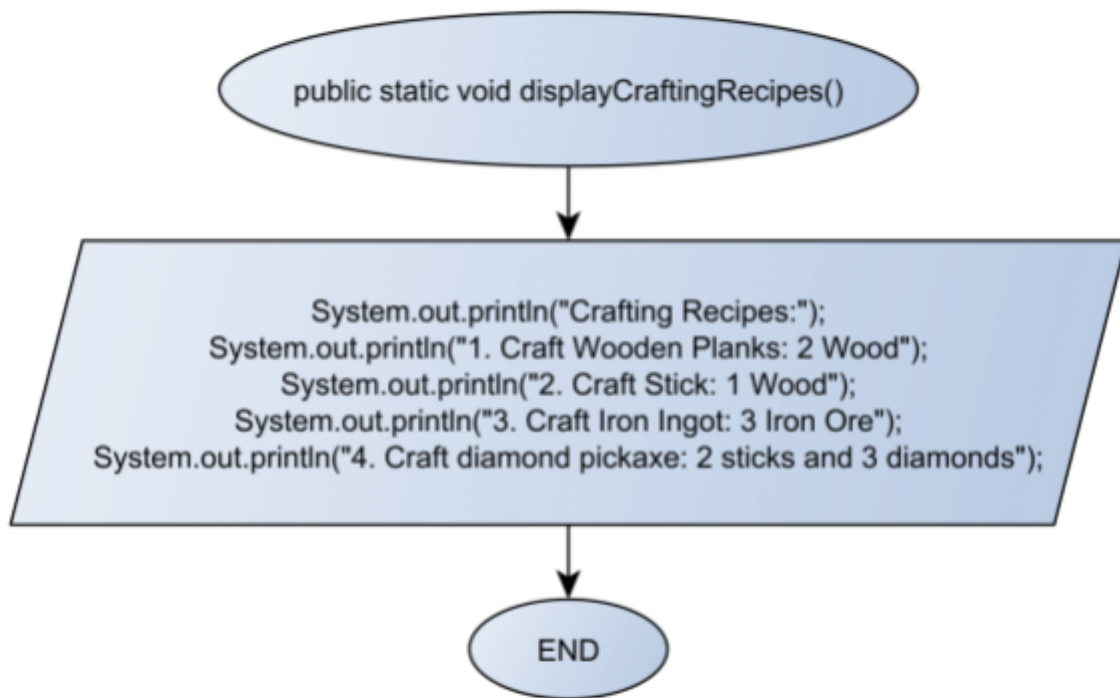 public static void displayCraftingRecipes()
System.out.println("Crafting Recipes:");
System.out.println("1. Craft Wooden Planks: 2 Wood");
System.out.println("2. Craft Stick: 1 Wood");
System.out.println("3. Craft Iron Ingot: 3 Iron Ore");
System.out.println("4. Craft diamond pickaxe: 2 sticks and 3 diamonds");
END